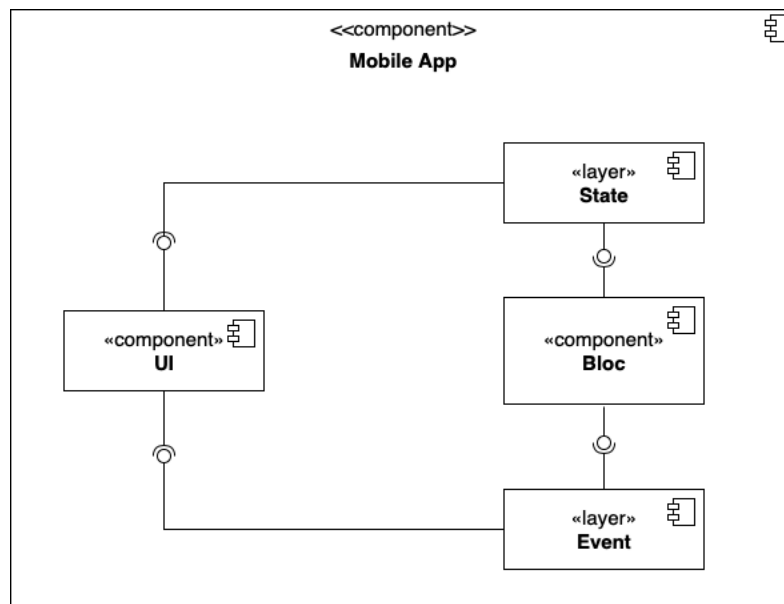 <<component>>
Mobile App
«layer»
State
«component»
UI
«component»
Bloc
«layer»
Event